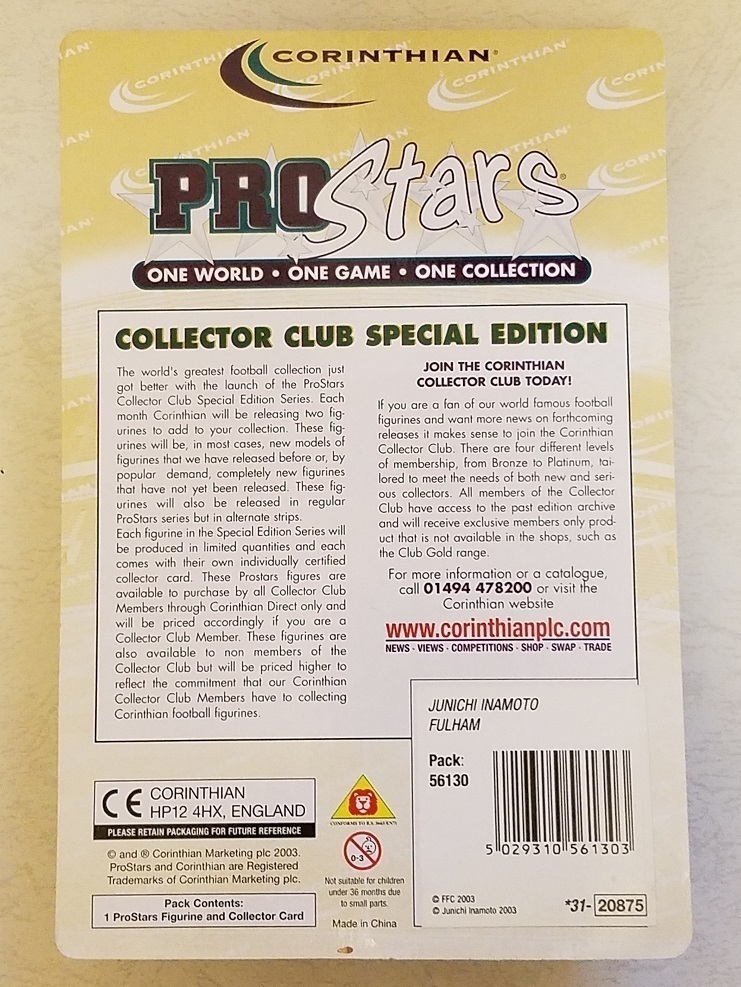 CORINTHIAN®
PROStars®
ONE WORLD • ONE GAME • ONE COLLECTION
COLLECTOR CLUB SPECIAL EDITION
The world's greatest football collection just
got better with the launch of the ProStars
Collector Club Special Edition Series. Each
month Corinthian will be releasing two fig-
urines to add to your collection. These fig-
urines will be, in most cases, new models of
figurines that we have released before or, by
popular demand, completely new figurines
that have not yet been released. These fig-
urines will also be released in regular
ProStars series but in alternate strips.
Each figurine in the Special Edition Series will
be produced in limited quantities and each
comes with their own individually certified
collector card. These Prostars figures are
available to purchase by all Collector Club
Members through Corinthian Direct only and
will be priced accordingly if you are a
Collector Club Member. These figurines are
also available to non members of the
Collector Club but will be priced higher to
reflect the commitment that our Corinthian
Collector Club Members have to collecting
Corinthian football figurines.
JOIN THE CORINTHIAN
COLLECTOR CLUB TODAY!
If you are a fan of our world famous football
figurines and want more news on forthcoming
releases it makes sense to join the Corinthian
Collector Club. There are four different levels
of membership, from Bronze to Platinum, tai-
lored to meet the needs of both new and seri-
ous collectors. All members of the Collector
Club have access to the past edition archive
and will receive exclusive members only prod-
uct that is not available in the shops, such as
the Club Gold range.
For more information or a catalogue,
call 01494 478200 or visit the
Corinthian website
www.corinthianplc.com
NEWS - VIEWS - COMPETITIONS - SHOP - SWAP - TRADE
JUNICHI INAMOTO
FULHAM
Pack:
56130
5 029310 561303
© FFC 2003
© Junichi Inamoto 2003
*31- 20875
CE CORINTHIAN
HP12 4HX, ENGLAND
PLEASE RETAIN PACKAGING FOR FUTURE REFERENCE
© and ® Corinthian Marketing plc 2003.
ProStars and Corinthian are Registered
Trademarks of Corinthian Marketing plc.
Pack Contents:
1 ProStars Figurine and Collector Card
CONFORMS TO B.S. 5665/EN71
0-3
Not suitable for children
under 36 months due
to small parts.
Made in China